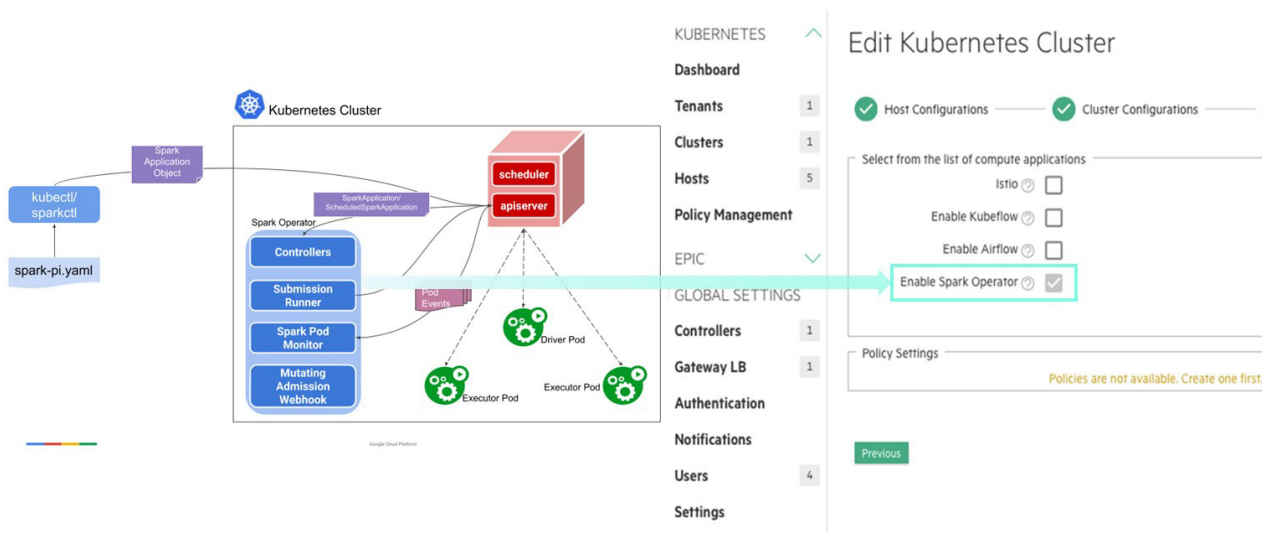 Kubernetes Cluster
Spark
Application
Object
kubectl/
sparkctl
spark-pi.yaml
SparkApplication/
ScheduledSparkApplication
scheduler
apiserver
Spark Operator
Controllers
Submission
Runner
Spark Pod
Monitor
Mutating
Admission
Webhook
Pod
Events
Driver Pod
Executor Pod
Executor Pod
Google Cloud Platform
KUBERNETES
Dashboard
Tenants 1
Clusters 1
Hosts 5
Policy Management
EPIC
GLOBAL SETTINGS
Controllers 1
Gateway LB 1
Authentication
Notifications
Users 4
Settings
Edit Kubernetes Cluster
Host Configurations
Cluster Configurations
Select from the list of compute applications
Istio ?
Enable Kubeflow ?
Enable Airflow ?
Enable Spark Operator ?
Policy Settings
Policies are not available. Create one first.
Previous